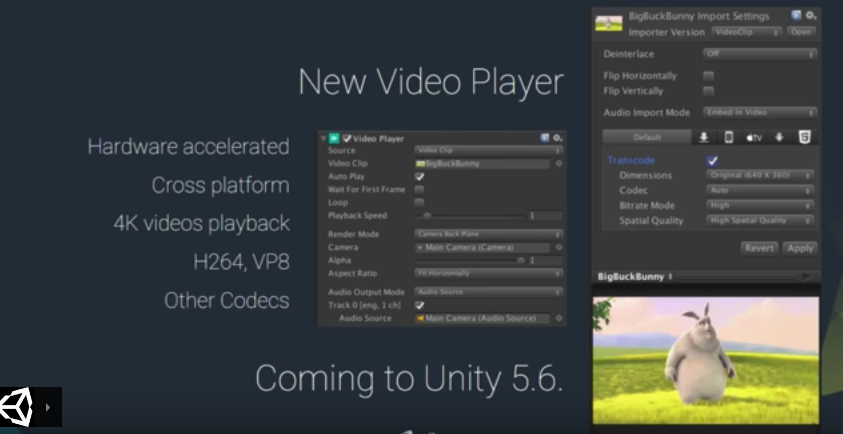 New Video Player
Hardware accelerated
Cross platform
4K videos playback
H264, VP8
Other Codecs
Video Player
Source Video Clip
Video Clip BigBuckBunny
Auto Play
Wait For First Frame
Loop
Playback Speed 1
Render Mode Camera Back Plane
Camera Main Camera (Camera)
Alpha 1
Aspect Ratio Fit Horizontally
Audio Output Mode Audio Source
Track 0 [eng, 1 ch]
Audio Source Main Camera (Audio Source)
Coming to Unity 5.6.
BigBuckBunny Import Settings
Importer Version VideoClip Open
Deinterlace Off
Flip Horizontally
Flip Vertically
Audio Import Mode Embed in Video
Default tv
Transcode
Dimensions Original (640 X 360)
Codec Auto
Bitrate Mode High
Spatial Quality High Spatial Quality
Revert Apply
BigBuckBunny